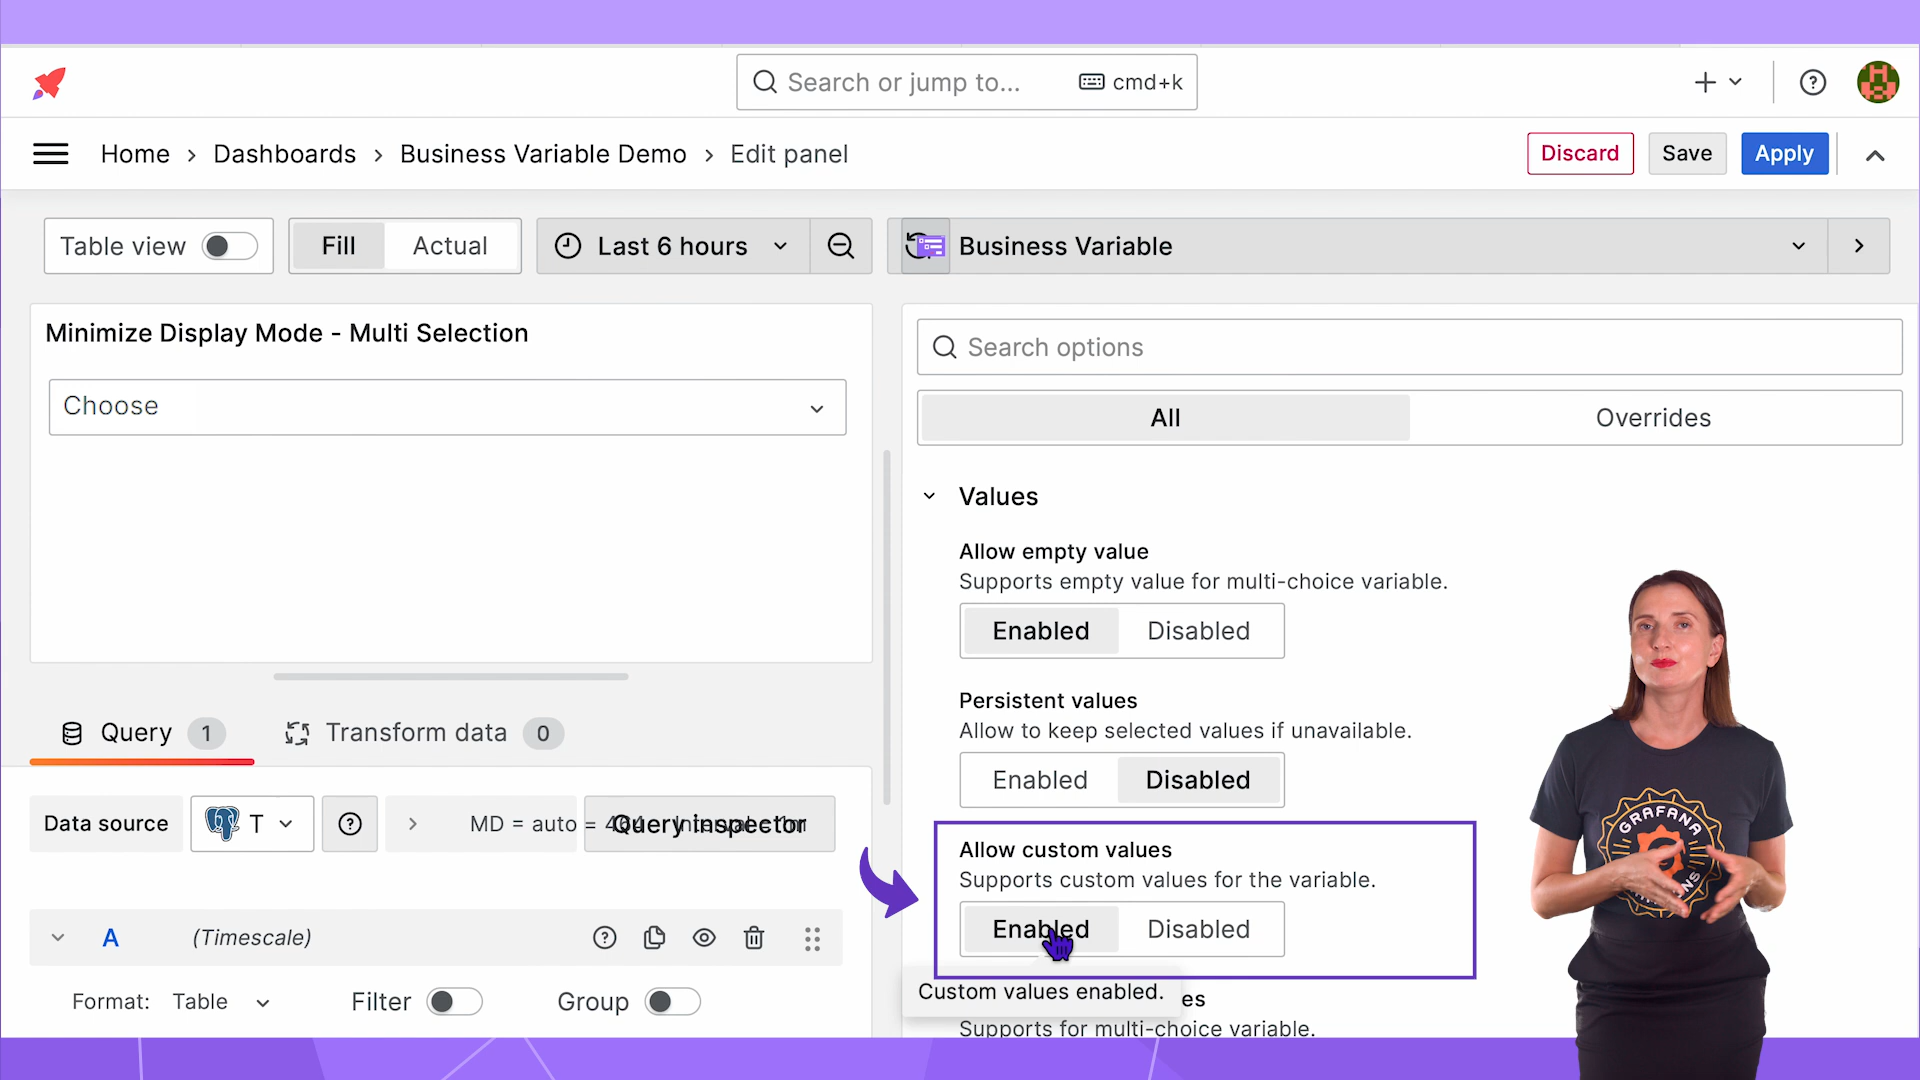 Search or jump to... cmd+k
Home › Dashboards › Business Variable Demo › Edit panel
Discard Save Apply
Table view Fill Actual Last 6 hours Business Variable
Minimize Display Mode - Multi Selection
Choose
Search options
All Overrides
Values
Allow empty value
Supports empty value for multi-choice variable.
Enabled Disabled
Persistent values
Allow to keep selected values if unavailable.
Enabled Disabled
Query 1 Transform data 0
Data source T MD = auto = Query inspector
Allow custom values
Supports custom values for the variable.
Enabled Disabled
Custom values enabled. es
Supports for multi-choice variable.
A (Timescale)
Format: Table Filter Group
GRAFANA